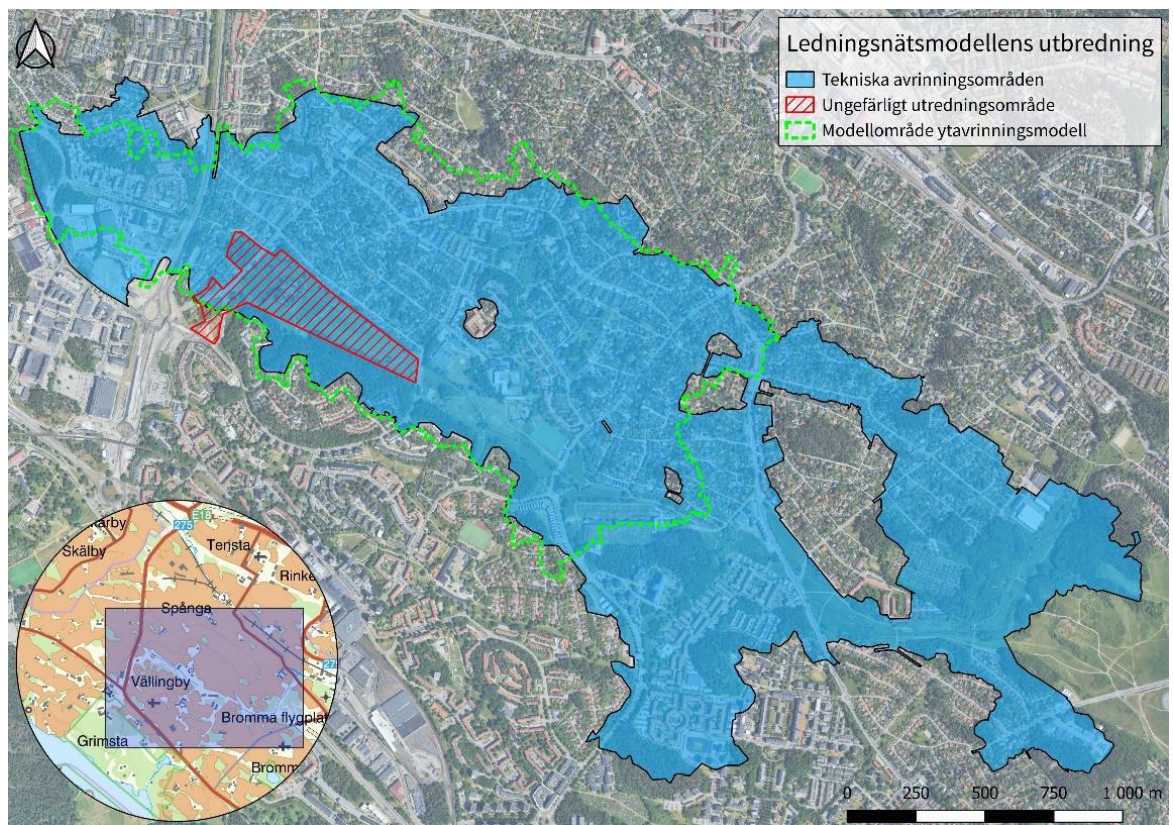 Ledningsnätsmodellens utbredning
Tekniska avrinningsområden
Ungefärligt utredningsområde
Modellområde ytavrinningsmodell
E18
275
Skälby
Tensta
Rinke
Spånga
Vällingby
Bromma flygplat
Grimsta
Bromm
0 250 500 750 1 000 m